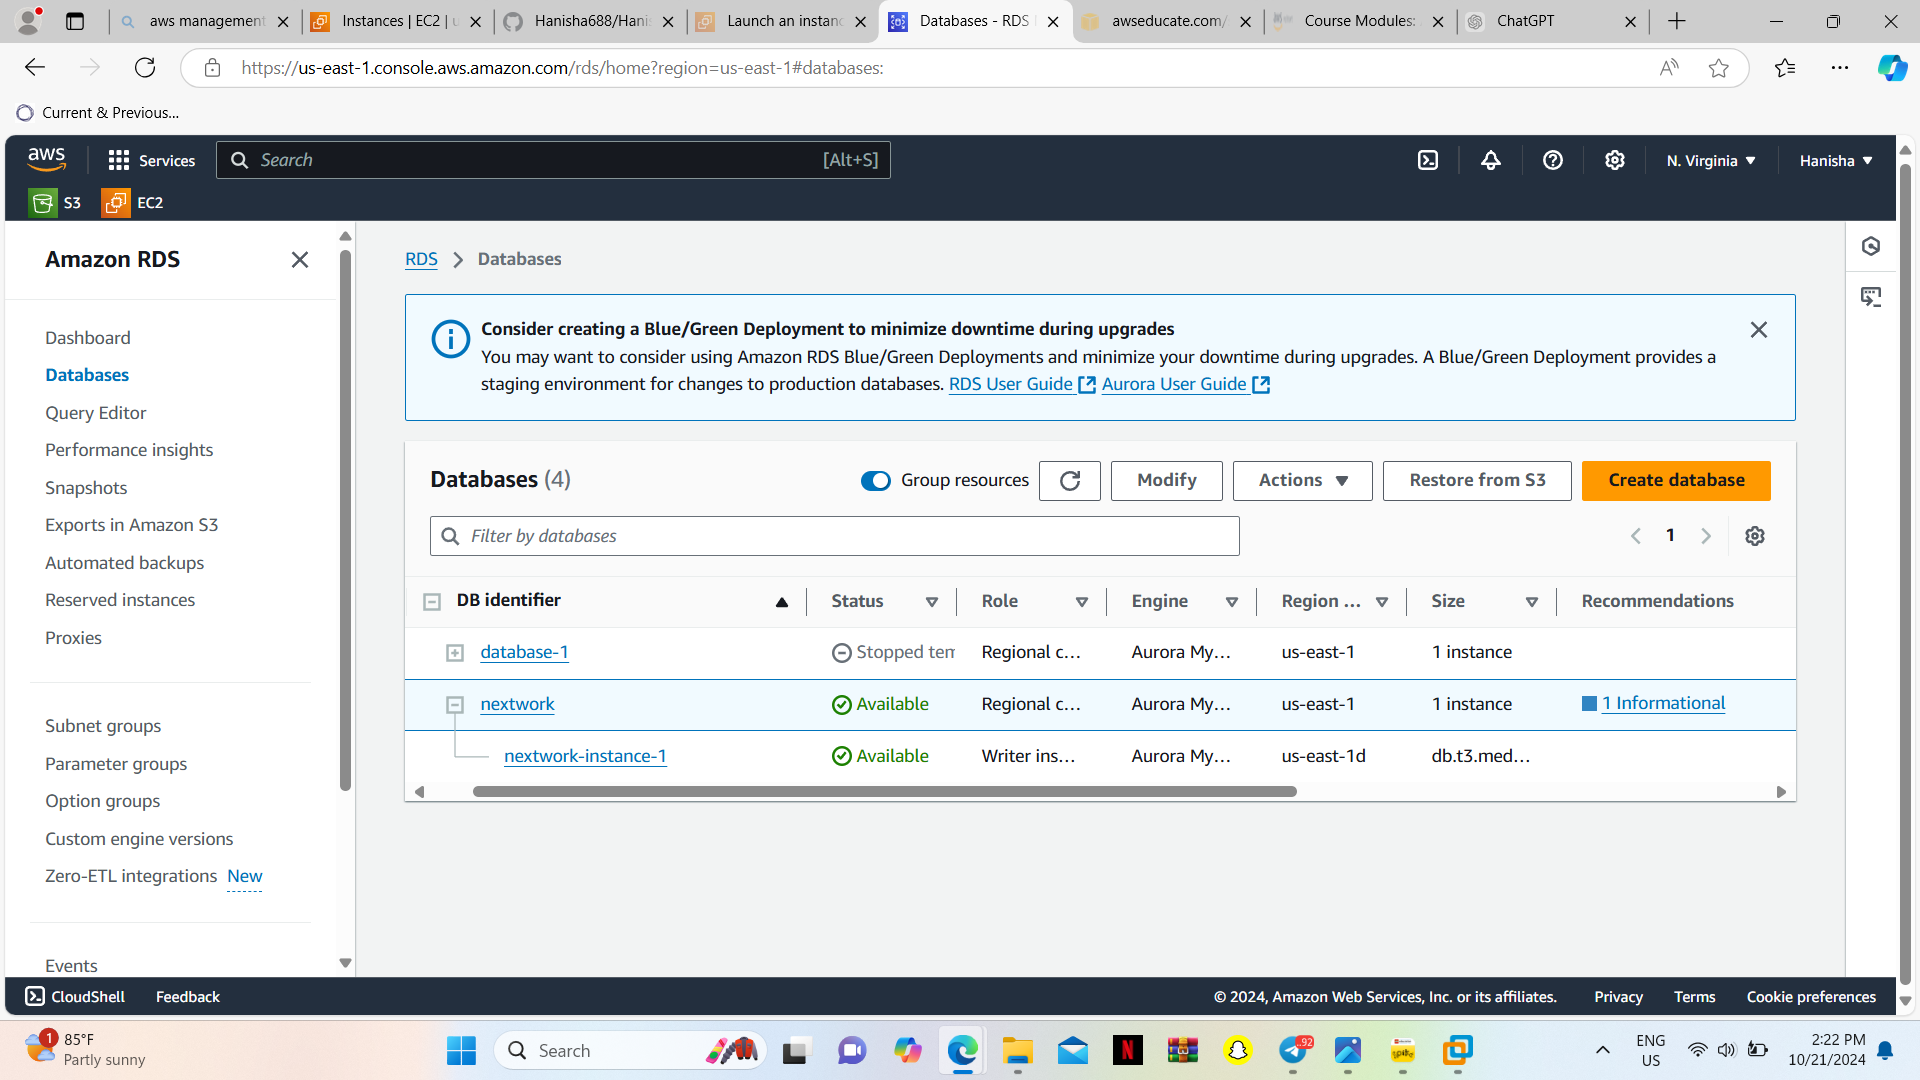 aws management
Instances | EC2 | u
Hanisha688/Hani
Launch an instanc
Databases - RDS
awseducate.com/
Course Modules:
ChatGPT
https://us-east-1.console.aws.amazon.com/rds/home?region=us-east-1#databases:
Current & Previous...
aws
Services
Search
[Alt+S]
N. Virginia
Hanisha
S3
EC2
Amazon RDS
Dashboard
Databases
Query Editor
Performance insights
Snapshots
Exports in Amazon S3
Automated backups
Reserved instances
Proxies
Subnet groups
Parameter groups
Option groups
Custom engine versions
Zero-ETL integrations New
Events
RDS > Databases
Consider creating a Blue/Green Deployment to minimize downtime during upgrades
You may want to consider using Amazon RDS Blue/Green Deployments and minimize your downtime during upgrades. A Blue/Green Deployment provides a
staging environment for changes to production databases. RDS User Guide Aurora User Guide
Databases (4)
Group resources
Modify
Actions
Restore from S3
Create database
Filter by databases
1
DB identifier Status Role Engine Region ... Size Recommendations
database-1 Stopped tem Regional c... Aurora My... us-east-1 1 instance
nextwork Available Regional c... Aurora My... us-east-1 1 instance 1 Informational
nextwork-instance-1 Available Writer ins... Aurora My... us-east-1d db.t3.med...
CloudShell
Feedback
© 2024, Amazon Web Services, Inc. or its affiliates.
Privacy
Terms
Cookie preferences
1
85°F
Partly sunny
Search
N
92
ENG
US
2:22 PM
10/21/2024